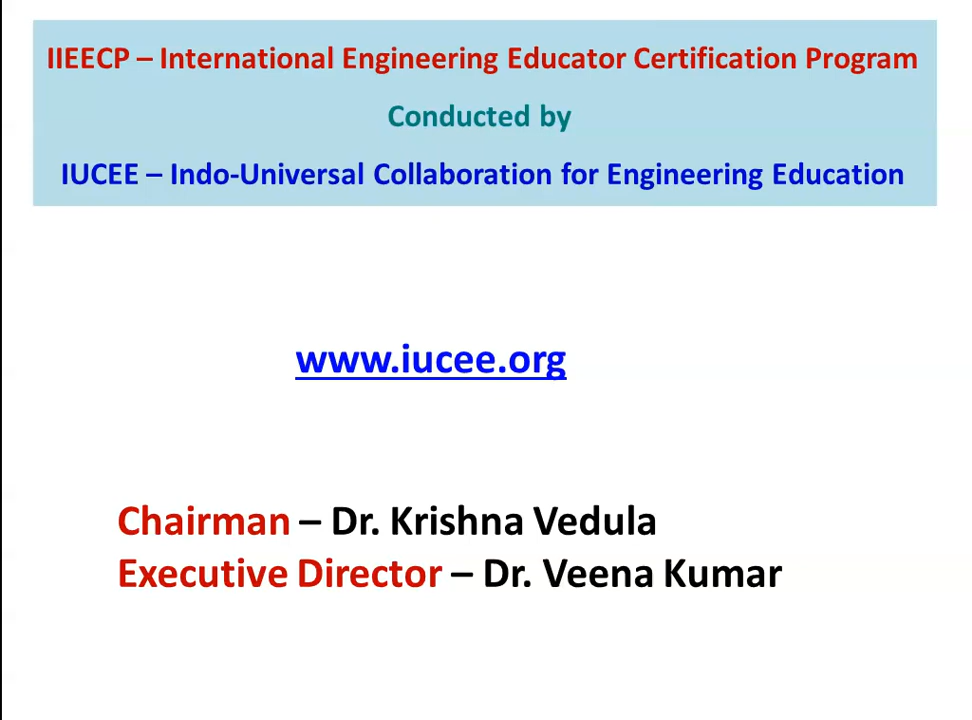 IIEECP – International Engineering Educator Certification Program
Conducted by
IUCEE – Indo-Universal Collaboration for Engineering Education
www.iucee.org
Chairman – Dr. Krishna Vedula
Executive Director – Dr. Veena Kumar